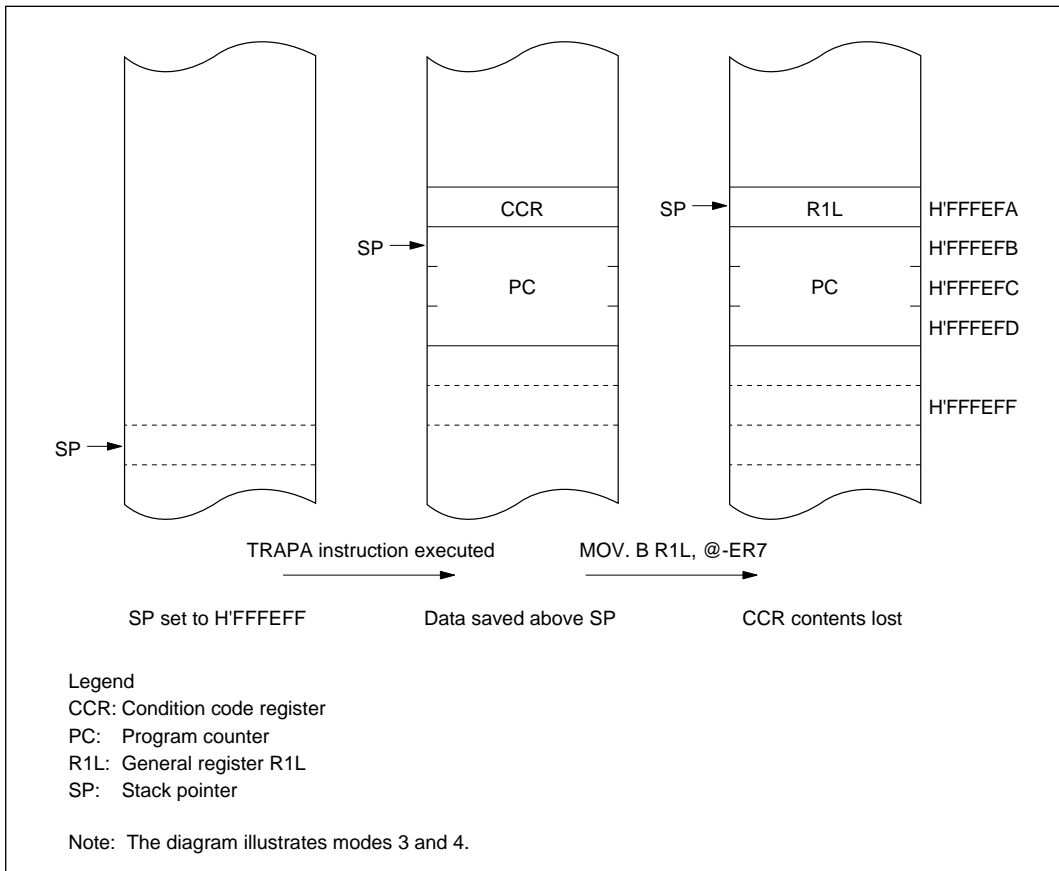 CCR
SP
R1L
H'FFFEFA
SP
H'FFFEFB
PC
PC
H'FFFEFC
H'FFFEFD
H'FFFEFF
SP
TRAPA instruction executed
MOV. B R1L, @-ER7
SP set to H'FFFEFF
Data saved above SP
CCR contents lost
Legend
CCR: Condition code register
PC: Program counter
R1L: General register R1L
SP: Stack pointer
Note: The diagram illustrates modes 3 and 4.